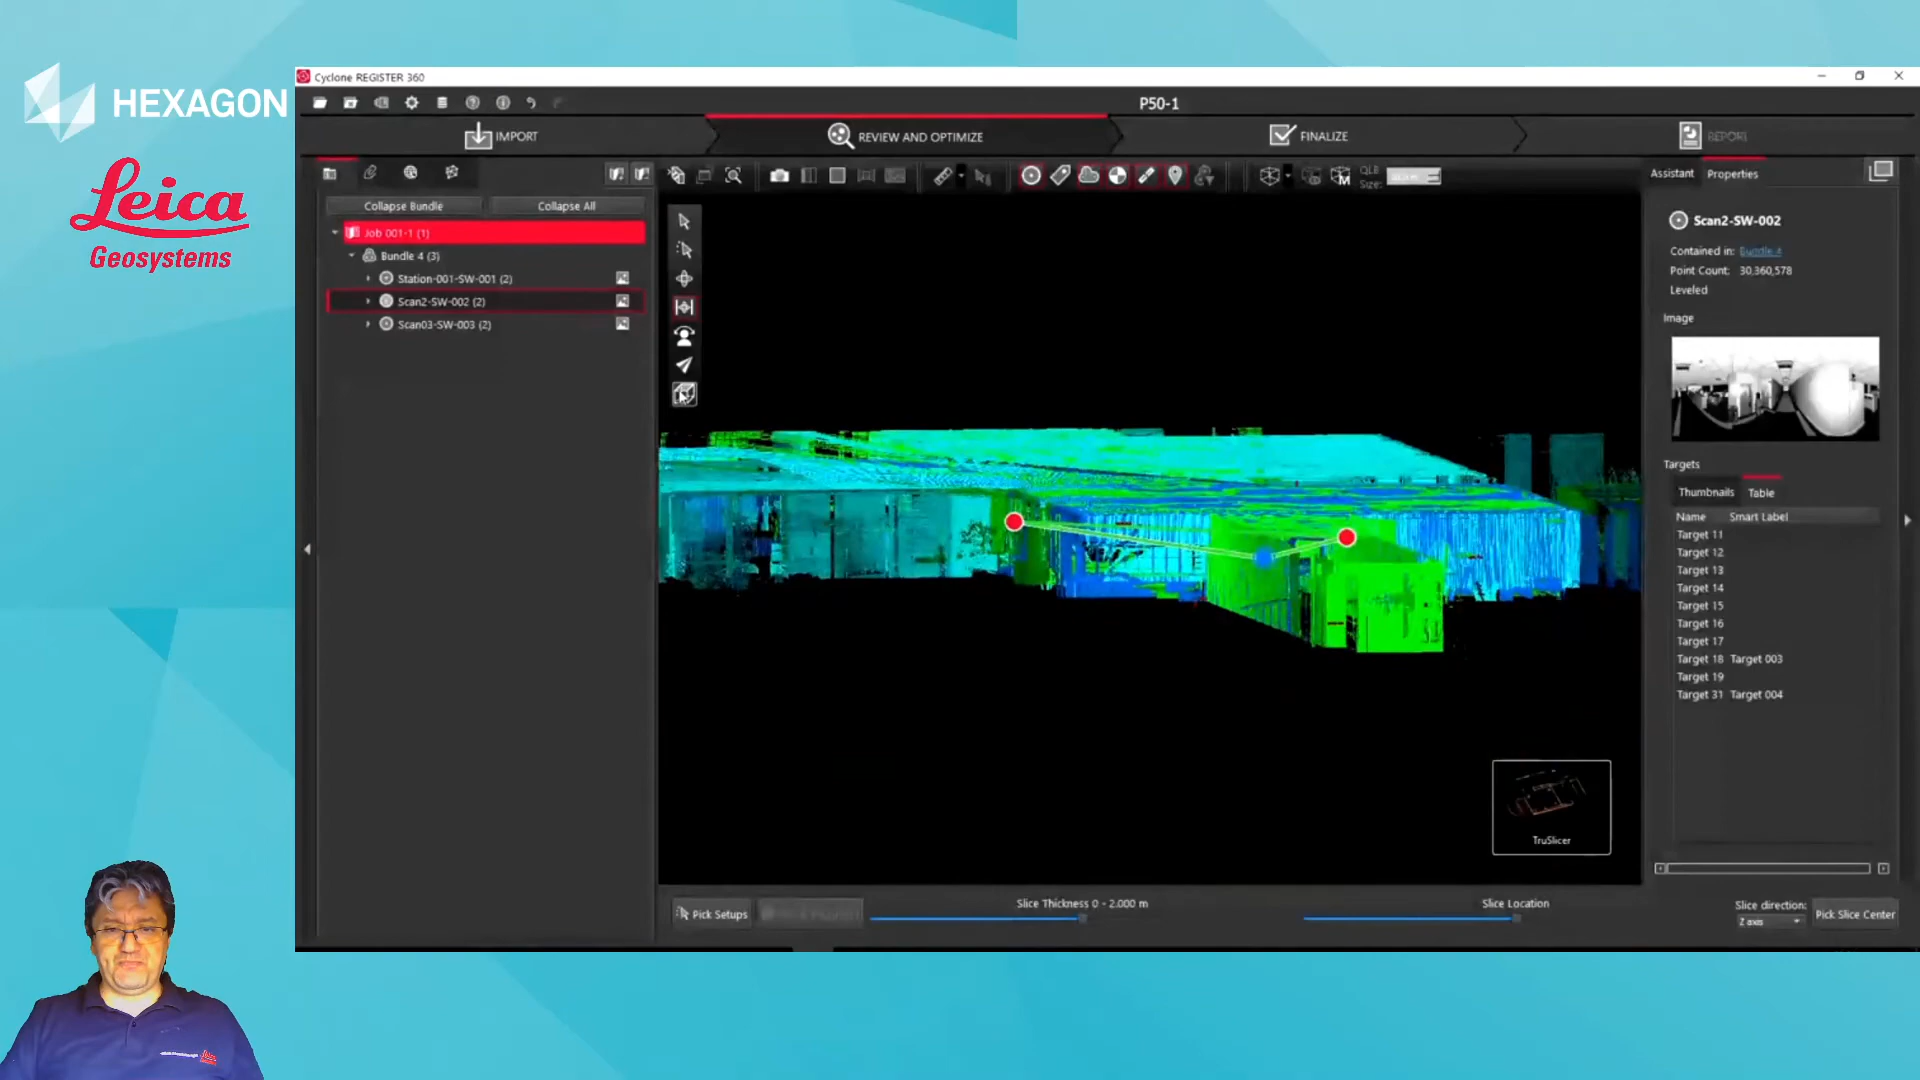 HEXAGON
Leica
Geosystems
Cyclone REGISTER 360
P50-1
IMPORT
REVIEW AND OPTIMIZE
FINALIZE
REPORT
QLB
Size:
Assistant
Properties
Collapse Bundle
Collapse All
Job 001-1 (1)
Bundle 4 (3)
Station-001-SW-001 (2)
Scan2-SW-002 (2)
Scan03-SW-003 (2)
Scan2-SW-002
Contained in: Bundle 4
Point Count: 30,360,578
Leveled
Image
Targets
Thumbnails
Table
Name Smart Label
Target 11
Target 12
Target 13
Target 14
Target 15
Target 16
Target 17
Target 18 Target 003
Target 19
Target 31 Target 004
TruSlicer
Pick Setups
Slice Thickness 0 - 2.000 m
Slice Location
Slice direction:
Z axis
Pick Slice Center